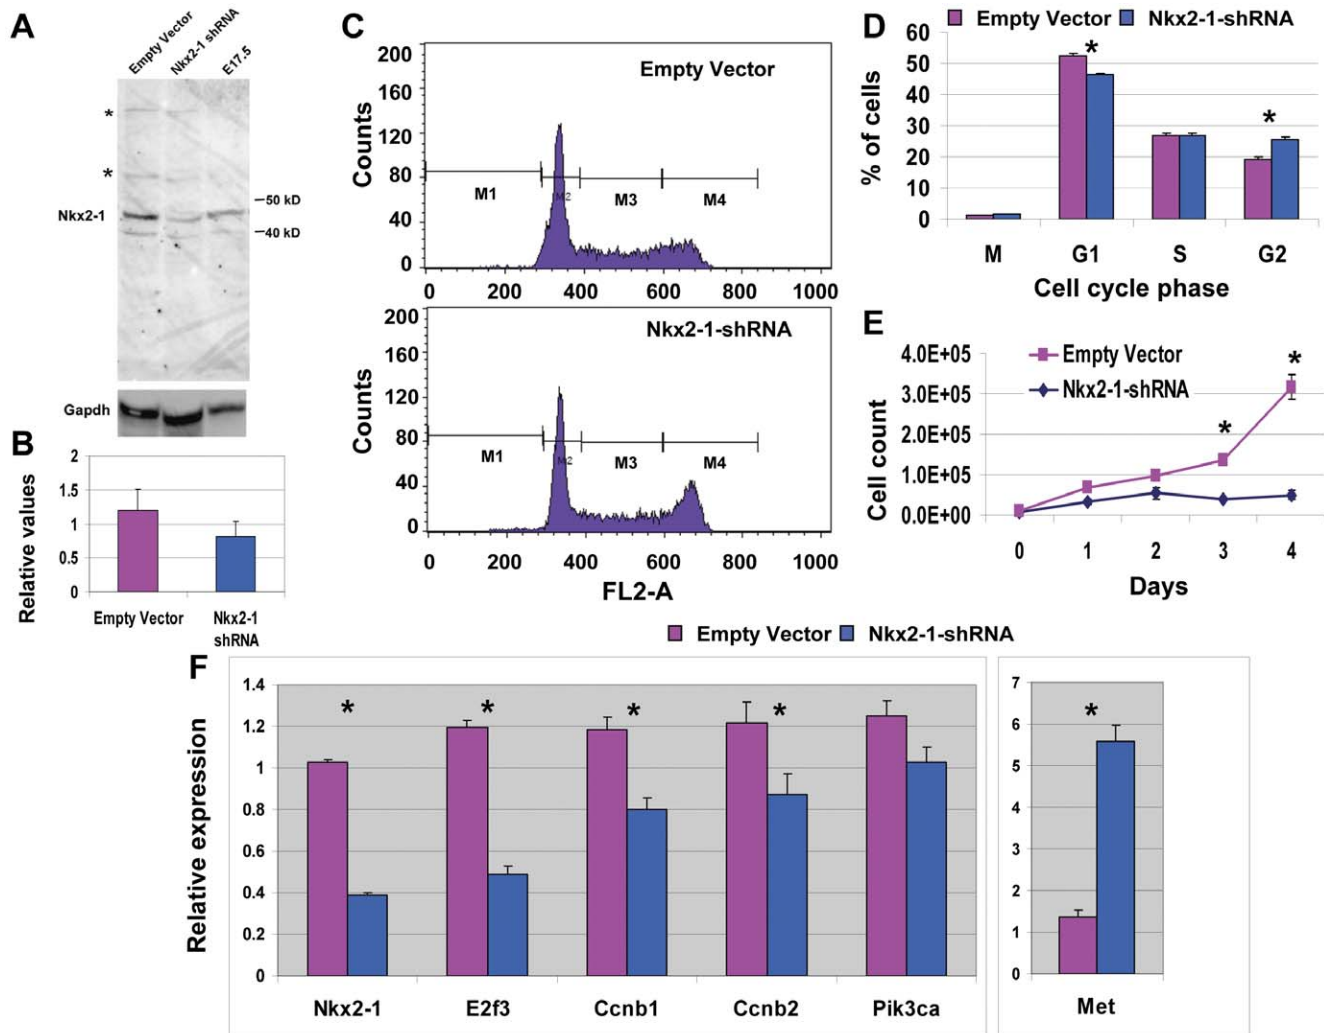 A
Empty Vector
Nkx2-1 shRNA
E17.5
*
*
Nkx2-1
50 kD
40 kD
Gapdh
B
Relative values
2
1.5
1
0.5
0
Empty Vector
Nkx2-1
shRNA
C
Counts
200
160
120
80
40
0
Empty Vector
M1
M2
M3
M4
0 200 400 600 800 1000
Counts
200
160
120
80
40
0
Nkx2-1-shRNA
M1
M2
M3
M4
0 200 400 600 800 1000
FL2-A
D
Empty Vector Nkx2-1-shRNA
% of cells
60
50
40
30
20
10
0
*
*
M G1 S G2
Cell cycle phase
E
Cell count
4.0E+05
3.0E+05
2.0E+05
1.0E+05
0.0E+00
Empty Vector
Nkx2-1-shRNA
*
*
0 1 2 3 4
Days
Empty Vector Nkx2-1-shRNA
F
Relative expression
1.4
1.2
1
0.8
0.6
0.4
0.2
0
* * * *
Nkx2-1 E2f3 Ccnb1 Ccnb2 Pik3ca
7
6
5
4
3
2
1
0
*
Met